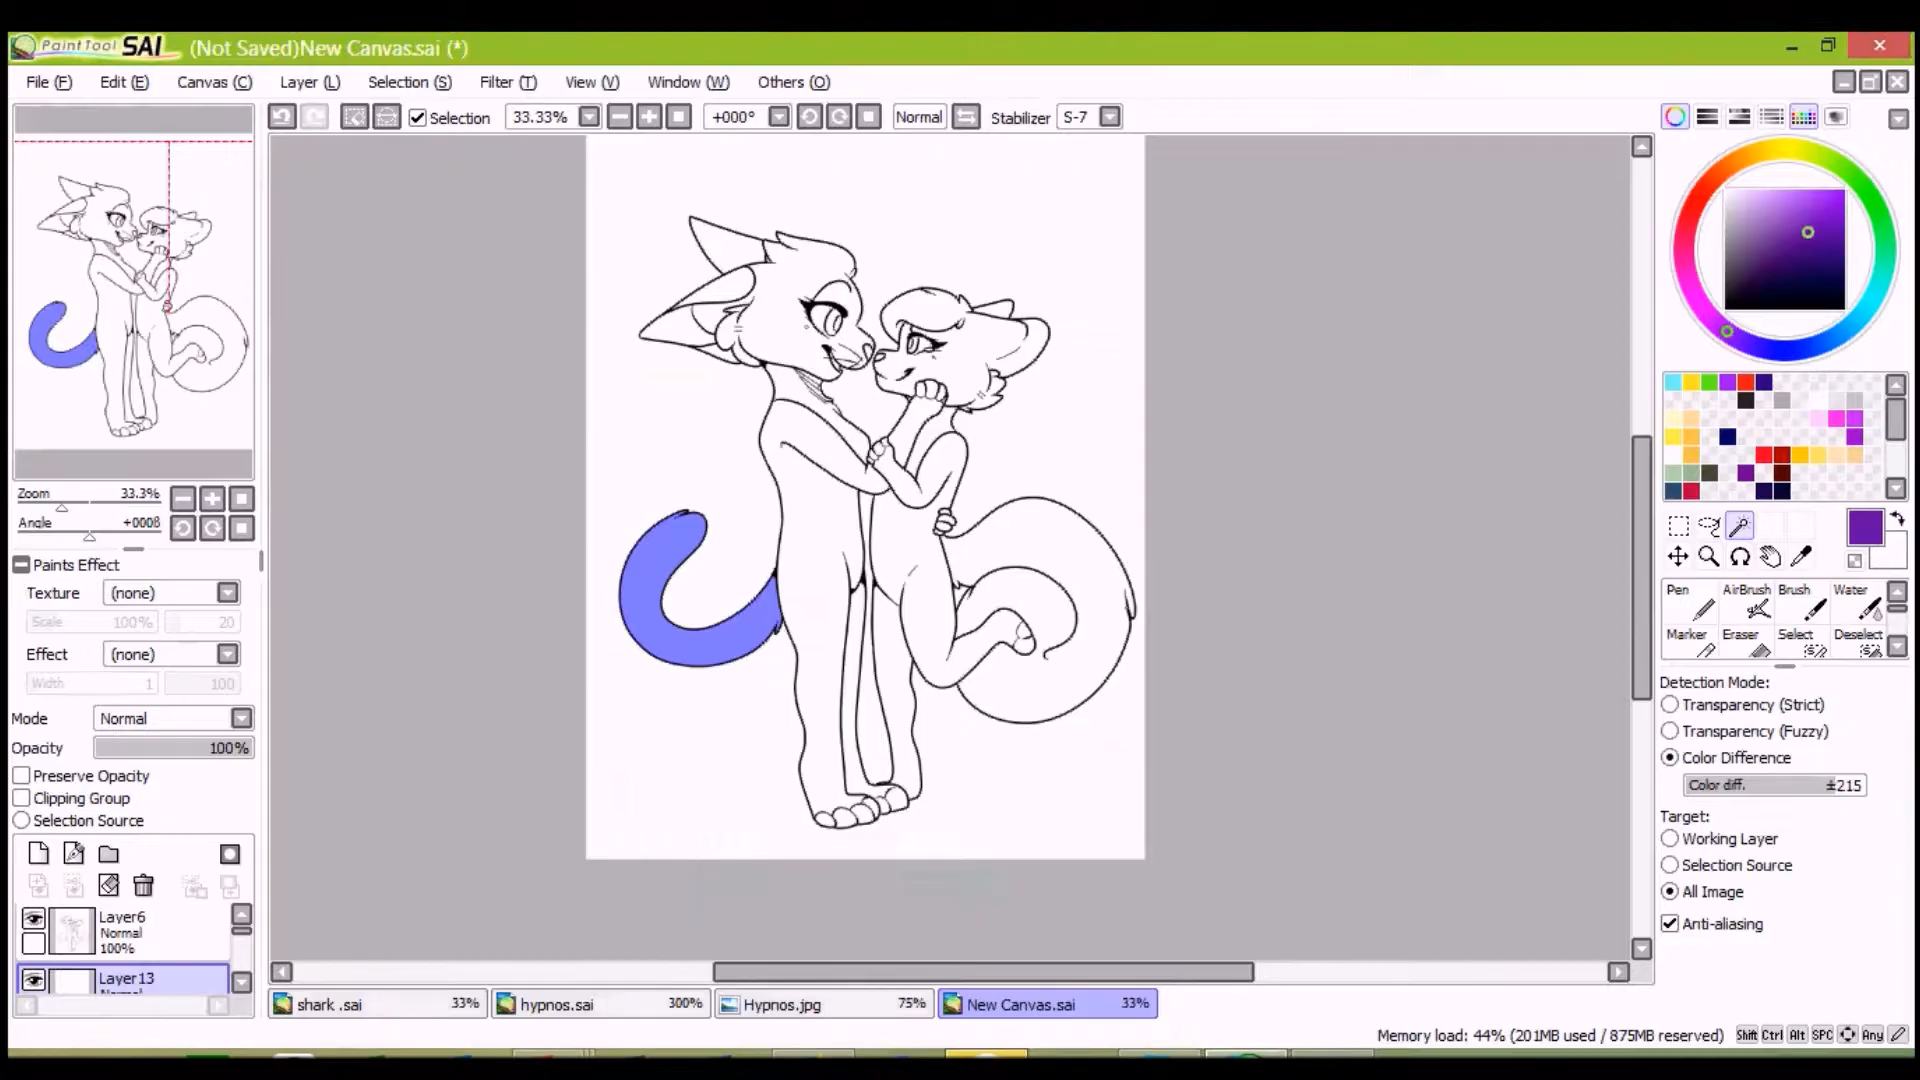 PaintTool SAI (Not Saved)New Canvas.sai (*)
File (F) Edit (E) Canvas (C) Layer (L) Selection (S) Filter (T) View (V) Window (W) Others (O)
Selection 33.33% +000° Normal Stabilizer S-7
Zoom 33.3%
Angle +000ß
Paints Effect
Texture (none)
Scale 100% 20
Effect (none)
Width 1 100
Mode Normal
Opacity 100%
Preserve Opacity
Clipping Group
Selection Source
Layer6
Normal
100%
Layer13
Normal
Pen AirBrush Brush Water
Marker Eraser Select Deselect
Detection Mode:
Transparency (Strict)
Transparency (Fuzzy)
Color Difference
Color diff. ±215
Target:
Working Layer
Selection Source
All Image
Anti-aliasing
shark .sai 33% hypnos.sai 300% Hypnos.jpg 75% New Canvas.sai 33%
Memory load: 44% (201MB used / 875MB reserved) Shift Ctrl Alt SPC Any